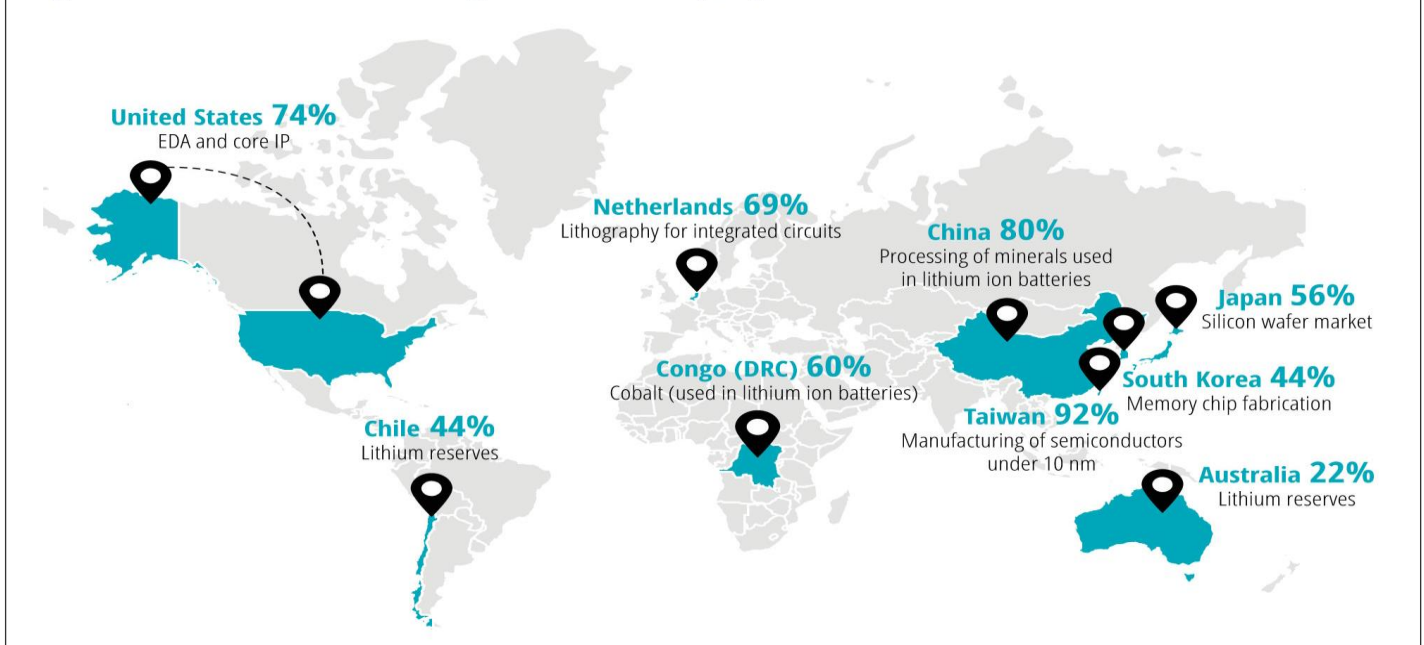 United States 74%
EDA and core IP
Netherlands 69%
Lithography for integrated circuits
China 80%
Processing of minerals used
in lithium ion batteries
Japan 56%
Silicon wafer market
Congo (DRC) 60%
Cobalt (used in lithium ion batteries)
South Korea 44%
Memory chip fabrication
Taiwan 92%
Manufacturing of semiconductors
under 10 nm
Chile 44%
Lithium reserves
Australia 22%
Lithium reserves